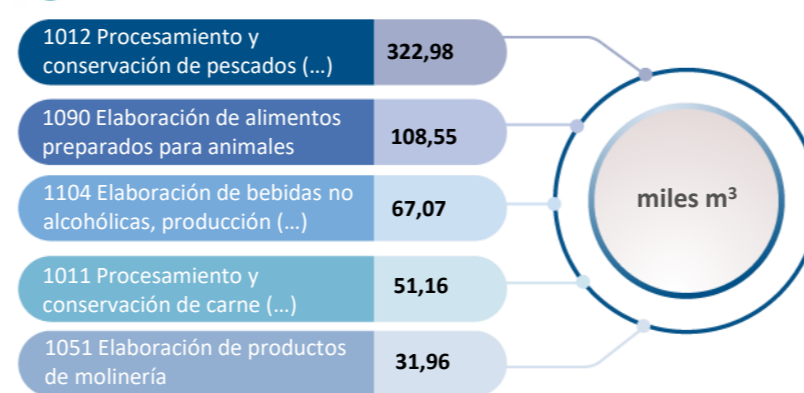 1012 Procesamiento y
conservación de pescados (...)
322,98
1090 Elaboración de alimentos
preparados para animales
108,55
1104 Elaboración de bebidas no
alcohólicas, producción (...)
67,07
1011 Procesamiento y
conservación de carne (...)
51,16
1051 Elaboración de productos
de molinería
31,96
miles m³